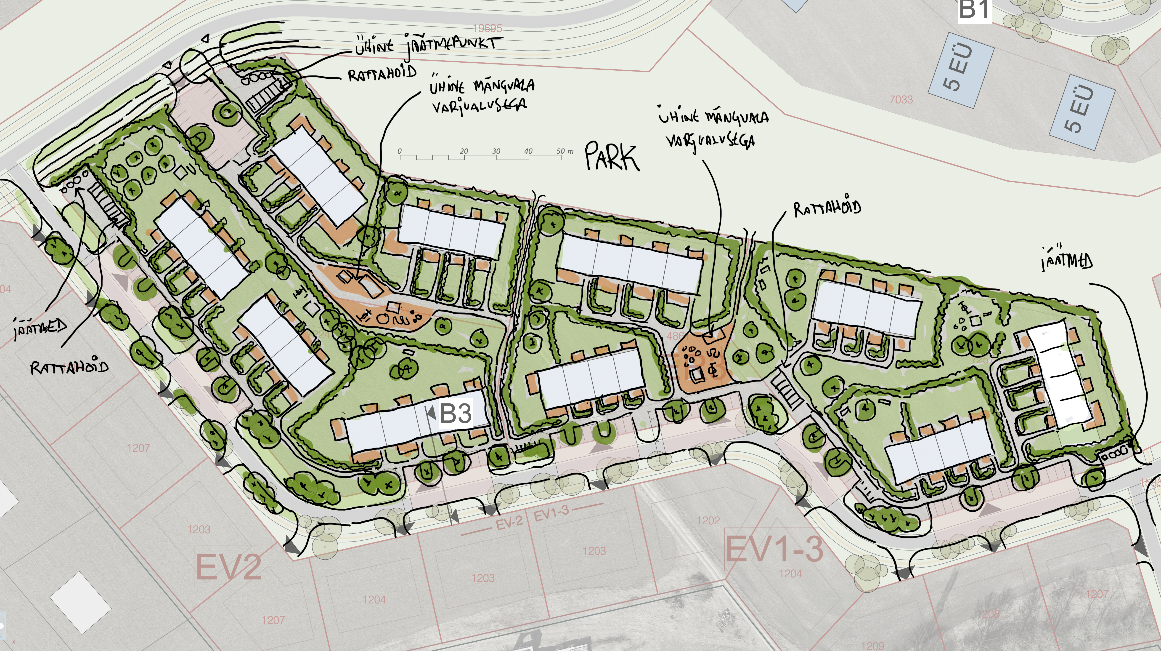 B1
19695
ÜHINE JÄÄTMEPUNKT
RATTAHOID
ÜHINE MÄNGUALA
VARJUALUSEGA
5 EÜ
5 EÜ
7033
ÜHINE MÄNGUALA
VARJUALUSEGA
0 10 20 30 40 50 m
PARK
RATTAHOID
JÄÄTMED
JÄÄTMED
RATTAHOID
B3
1207
1203
EV2
EV-2
EV1-3
1202
EV1-3
1203
1203
1204
1204
1207
1207
1209